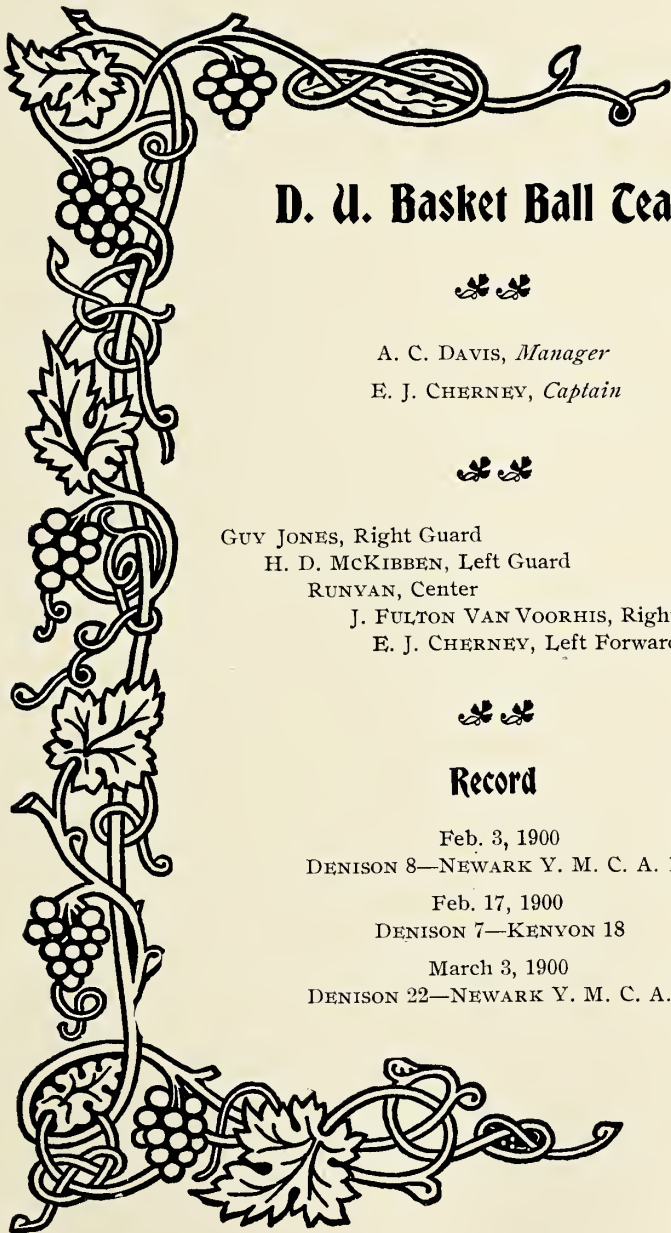 D. U. Basket Ball Tea
A. C. DAVIS, Manager
E. J. CHERNEY, Captain
GUY JONES, Right Guard
H. D. MCKIBBEN, Left Guard
RUNYAN, Center
J. FULTON VAN VOORHIS, Righ
E. J. CHERNEY, Left Forwar
Record
Feb. 3, 1900
DENISON 8—NEWARK Y. M. C. A.
Feb. 17, 1900
DENISON 7—KENYON 18
March 3, 1900
DENISON 22—NEWARK Y. M. C. A.